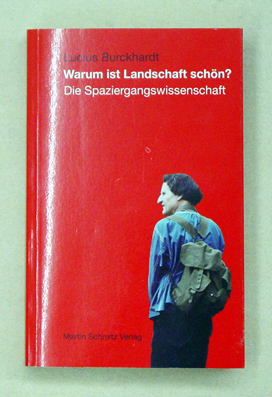 Lucius Burckhardt
Warum ist Landschaft schön?
Die Spaziergangswissenschaft
Martin Schmitz Verlag